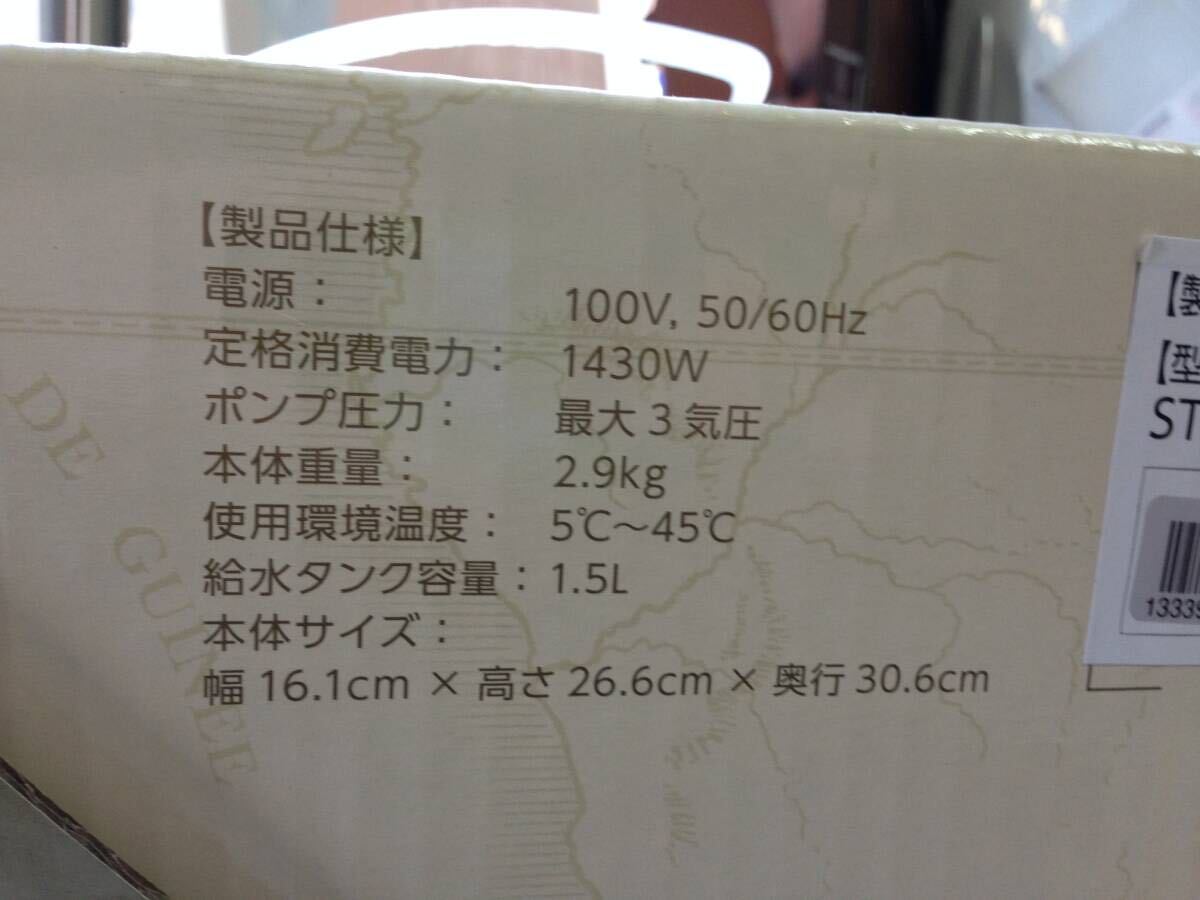 【製品仕様】
電源： 100V, 50/60Hz
定格消費電力： 1430W
ポンプ圧力： 最大3気圧
本体重量： 2.9kg
使用環境温度： 5℃～45℃
給水タンク容量： 1.5L
本体サイズ：
幅 16.1cm × 高さ 26.6cm × 奥行 30.6cm
DE GUINEE
【製
【型
ST
1333